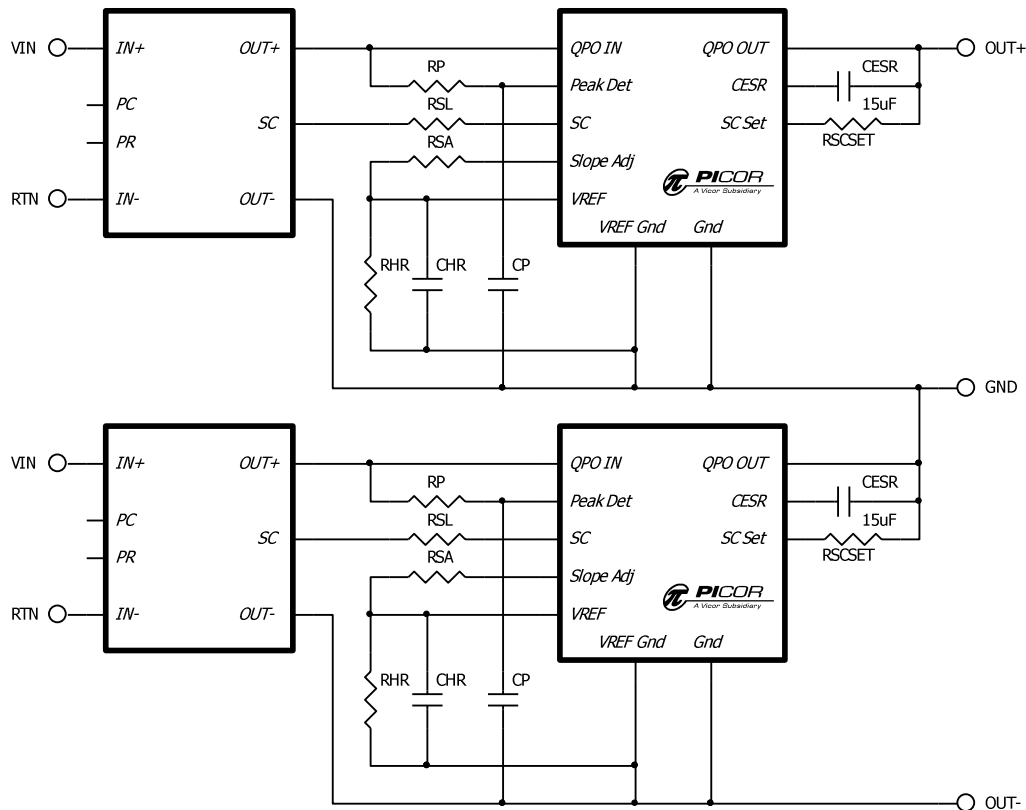 VIN
IN+
OUT+
QPO IN
QPO OUT
OUT+
RP
CESR
Peak Det
CESR
PC
RSL
15uF
SC
SC
SC Set
PR
RSA
RSCSET
Slope Adj
PICOR
A Vicor Subsidiary
RTN
IN-
OUT-
VREF
VREF Gnd
Gnd
RHR
CHR
CP
GND
VIN
IN+
OUT+
QPO IN
QPO OUT
RP
CESR
Peak Det
CESR
PC
RSL
15uF
SC
SC
SC Set
PR
RSA
RSCSET
Slope Adj
PICOR
A Vicor Subsidiary
RTN
IN-
OUT-
VREF
VREF Gnd
Gnd
RHR
CHR
CP
OUT-